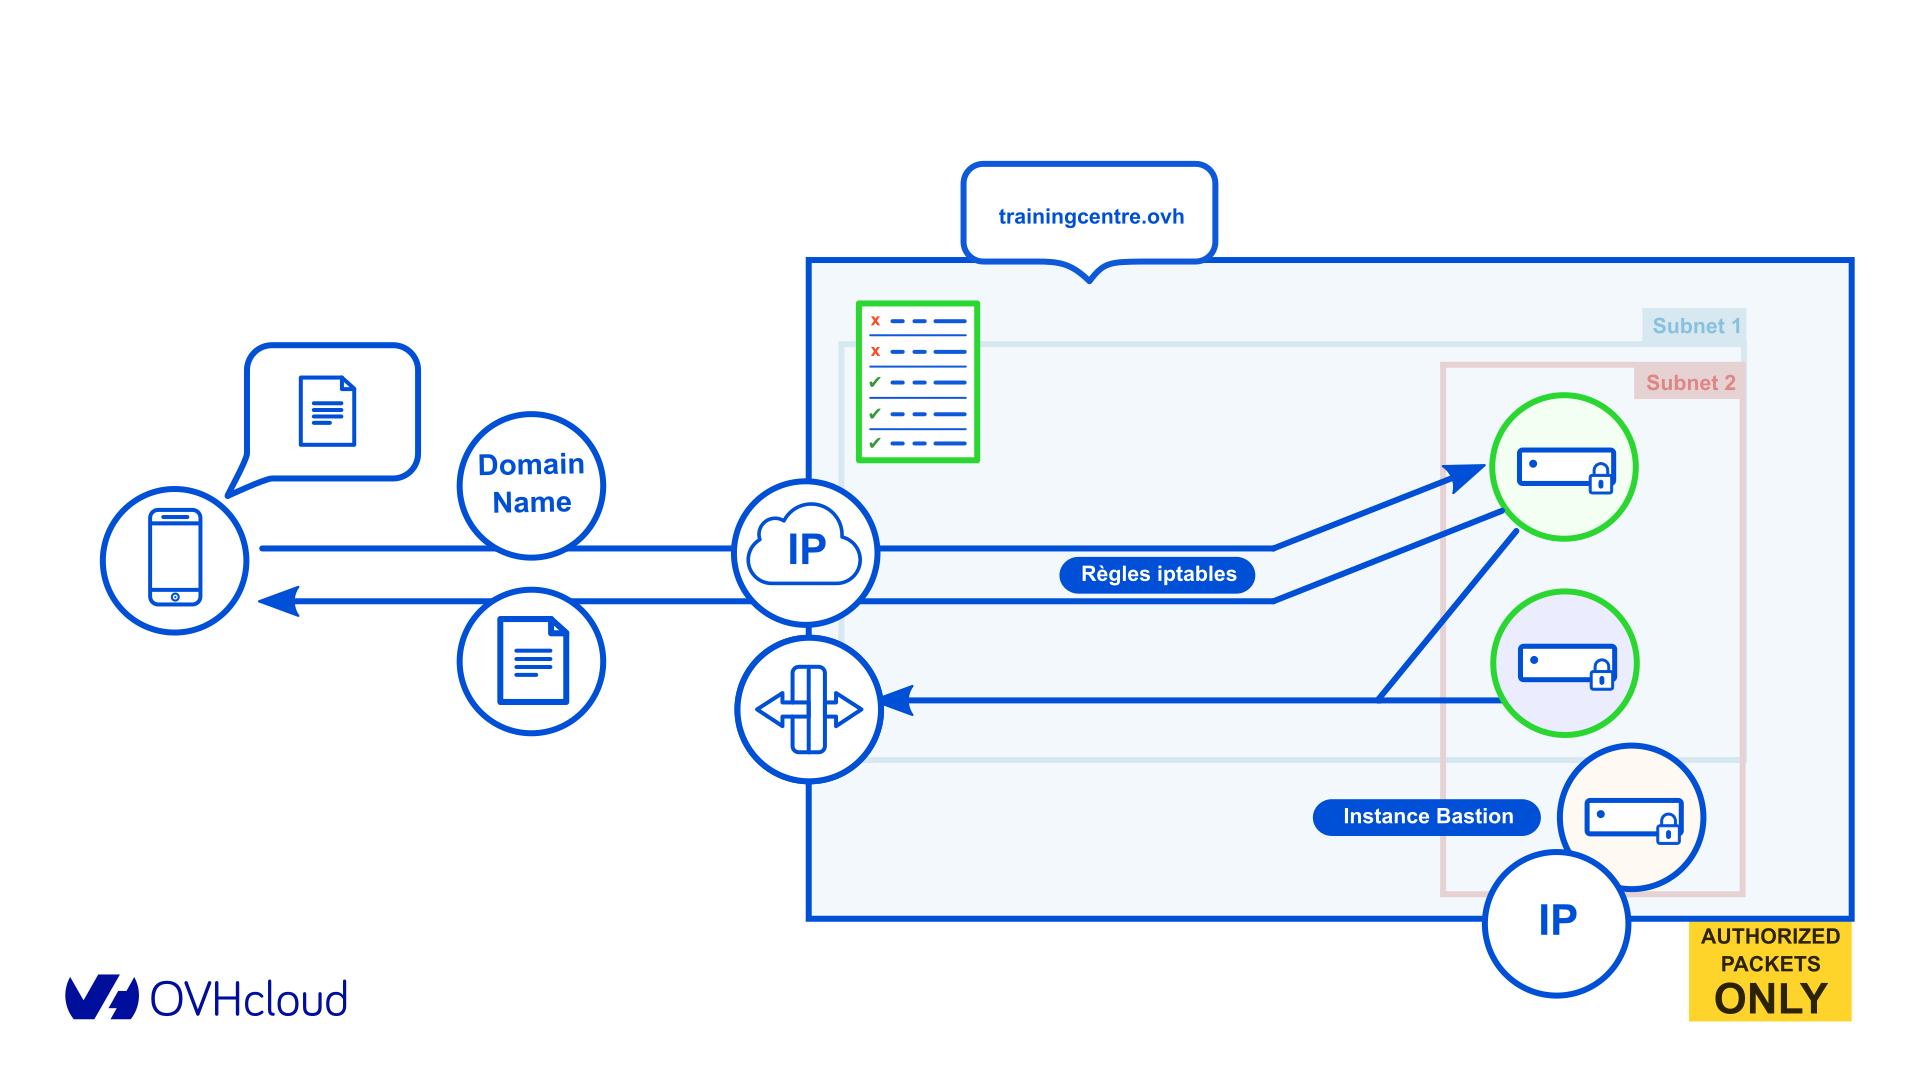 trainingcentre.ovh
x
x
✓
✓
✓
Subnet 1
Subnet 2
Domain
Name
IP
Règles iptables
Instance Bastion
IP
AUTHORIZED
PACKETS
ONLY
OVHcloud